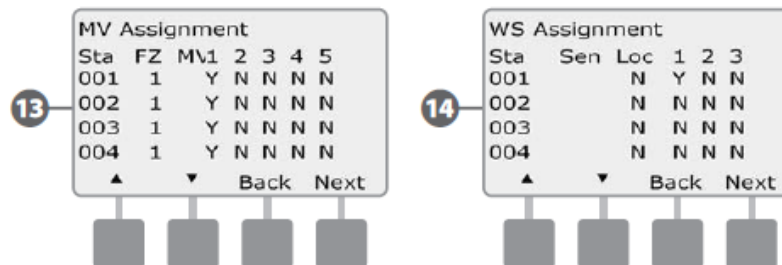 13
MV Assignment
Sta FZ MV1 2 3 4 5
001 1 Y N N N N
002 1 Y N N N N
003 1 Y N N N N
004 1 Y N N N N
▲ ▼ Back Next
14
WS Assignment
Sta Sen Loc 1 2 3
001 N Y N N
002 N N N N
003 N N N N
004 N N N N
▲ ▼ Back Next